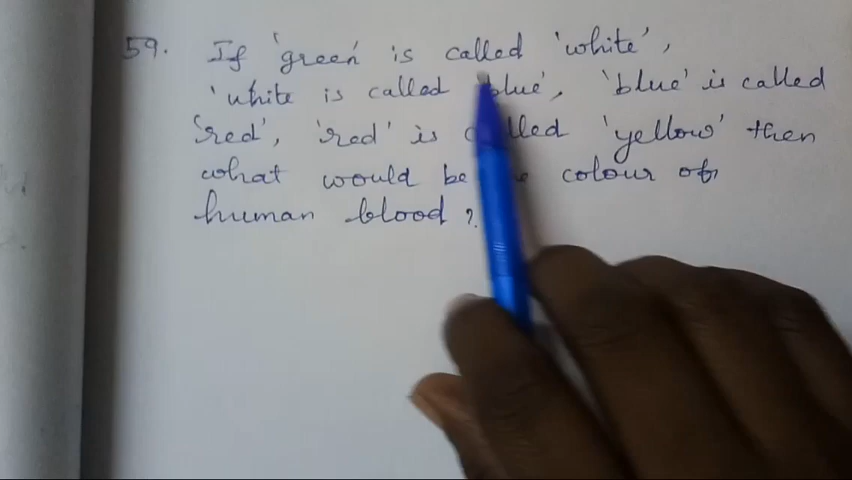 59. If 'green' is called 'white',
'white is called blue', 'blue' is called
'red', 'red' is called 'yellow' then
what would be colour of
human blood?